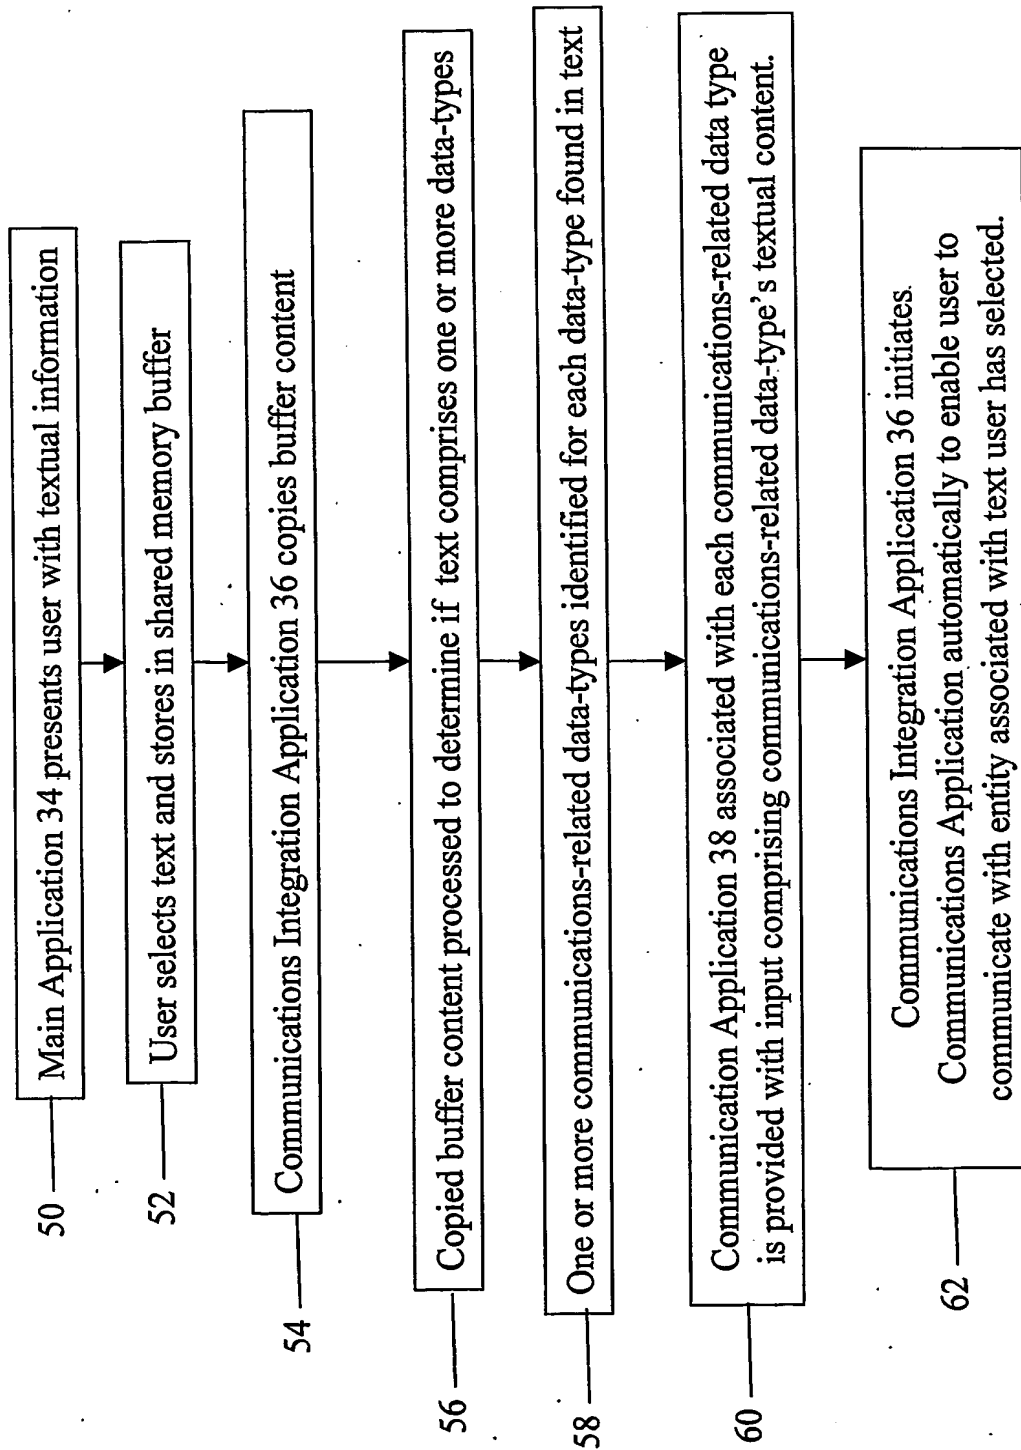 50
Main Application 34 presents user with textual information
52
User selects text and stores in shared memory buffer
54
Communications Integration Application 36 copies buffer content
56
Copied buffer content processed to determine if text comprises one or more data-types
58
One or more communications-related data-types identified for each data-type found in text
60
Communication Application 38 associated with each communications-related data type
is provided with input comprising communications-related data-type's textual content.
62
Communications Integration Application 36 initiates.
Communications Application automatically to enable user to
communicate with entity associated with text user has selected.